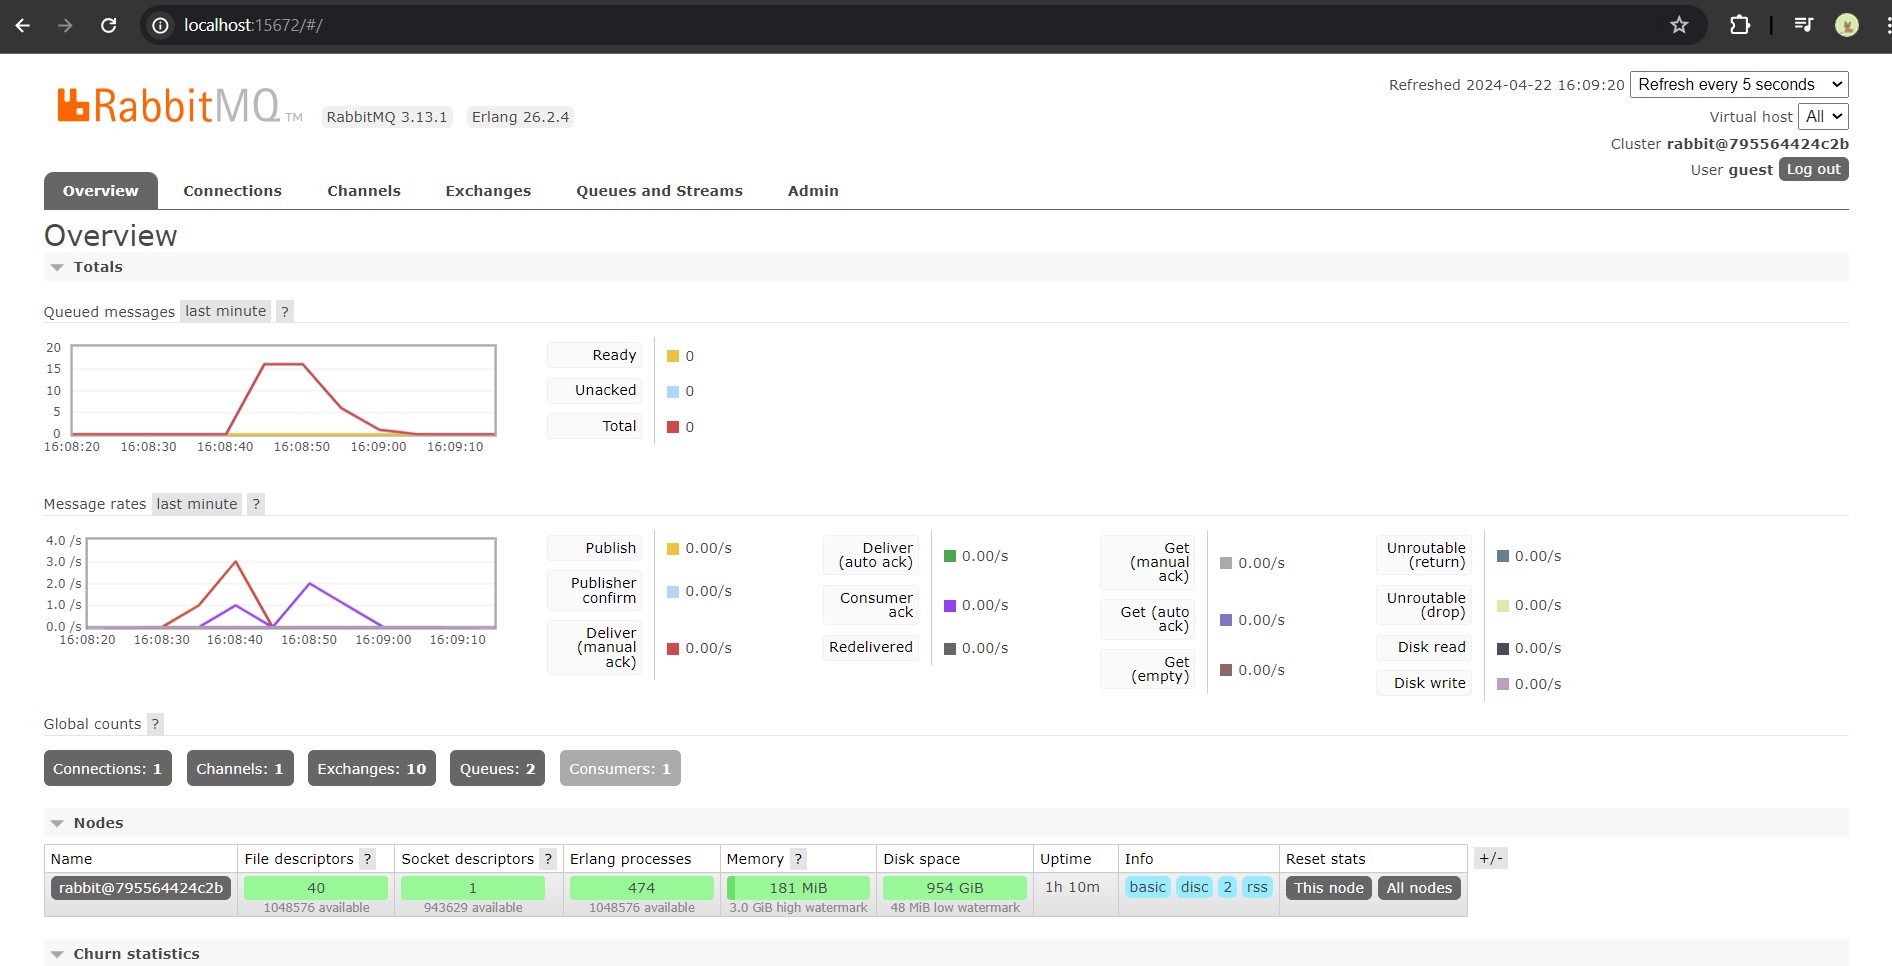 localhost:15672/#/
Refreshed 2024-04-22 16:09:20 Refresh every 5 seconds
RabbitMQ TM RabbitMQ 3.13.1 Erlang 26.2.4
Virtual host All
Cluster rabbit@795564424c2b
User guest Log out
Overview Connections Channels Exchanges Queues and Streams Admin
Overview
Totals
Queued messages last minute ?
20
15
10
5
0
16:08:20 16:08:30 16:08:40 16:08:50 16:09:00 16:09:10
Ready 0
Unacked 0
Total 0
Message rates last minute ?
4.0 /s
3.0 /s
2.0 /s
1.0 /s
0.0 /s
16:08:20 16:08:30 16:08:40 16:08:50 16:09:00 16:09:10
Publish 0.00/s
Publisher
confirm 0.00/s
Deliver
(manual
ack) 0.00/s
Deliver
(auto ack) 0.00/s
Consumer
ack 0.00/s
Redelivered 0.00/s
Get
(manual
ack) 0.00/s
Get (auto
ack) 0.00/s
Get
(empty) 0.00/s
Unroutable
(return) 0.00/s
Unroutable
(drop) 0.00/s
Disk read 0.00/s
Disk write 0.00/s
Global counts ?
Connections: 1 Channels: 1 Exchanges: 10 Queues: 2 Consumers: 1
Nodes
Name File descriptors ? Socket descriptors ? Erlang processes Memory ? Disk space Uptime Info Reset stats +/-
rabbit@795564424c2b 40 1 474 181 MiB 954 GiB 1h 10m basic disc 2 rss This node All nodes
1048576 available 943629 available 1048576 available 3.0 GiB high watermark 48 MiB low watermark
Churn statistics